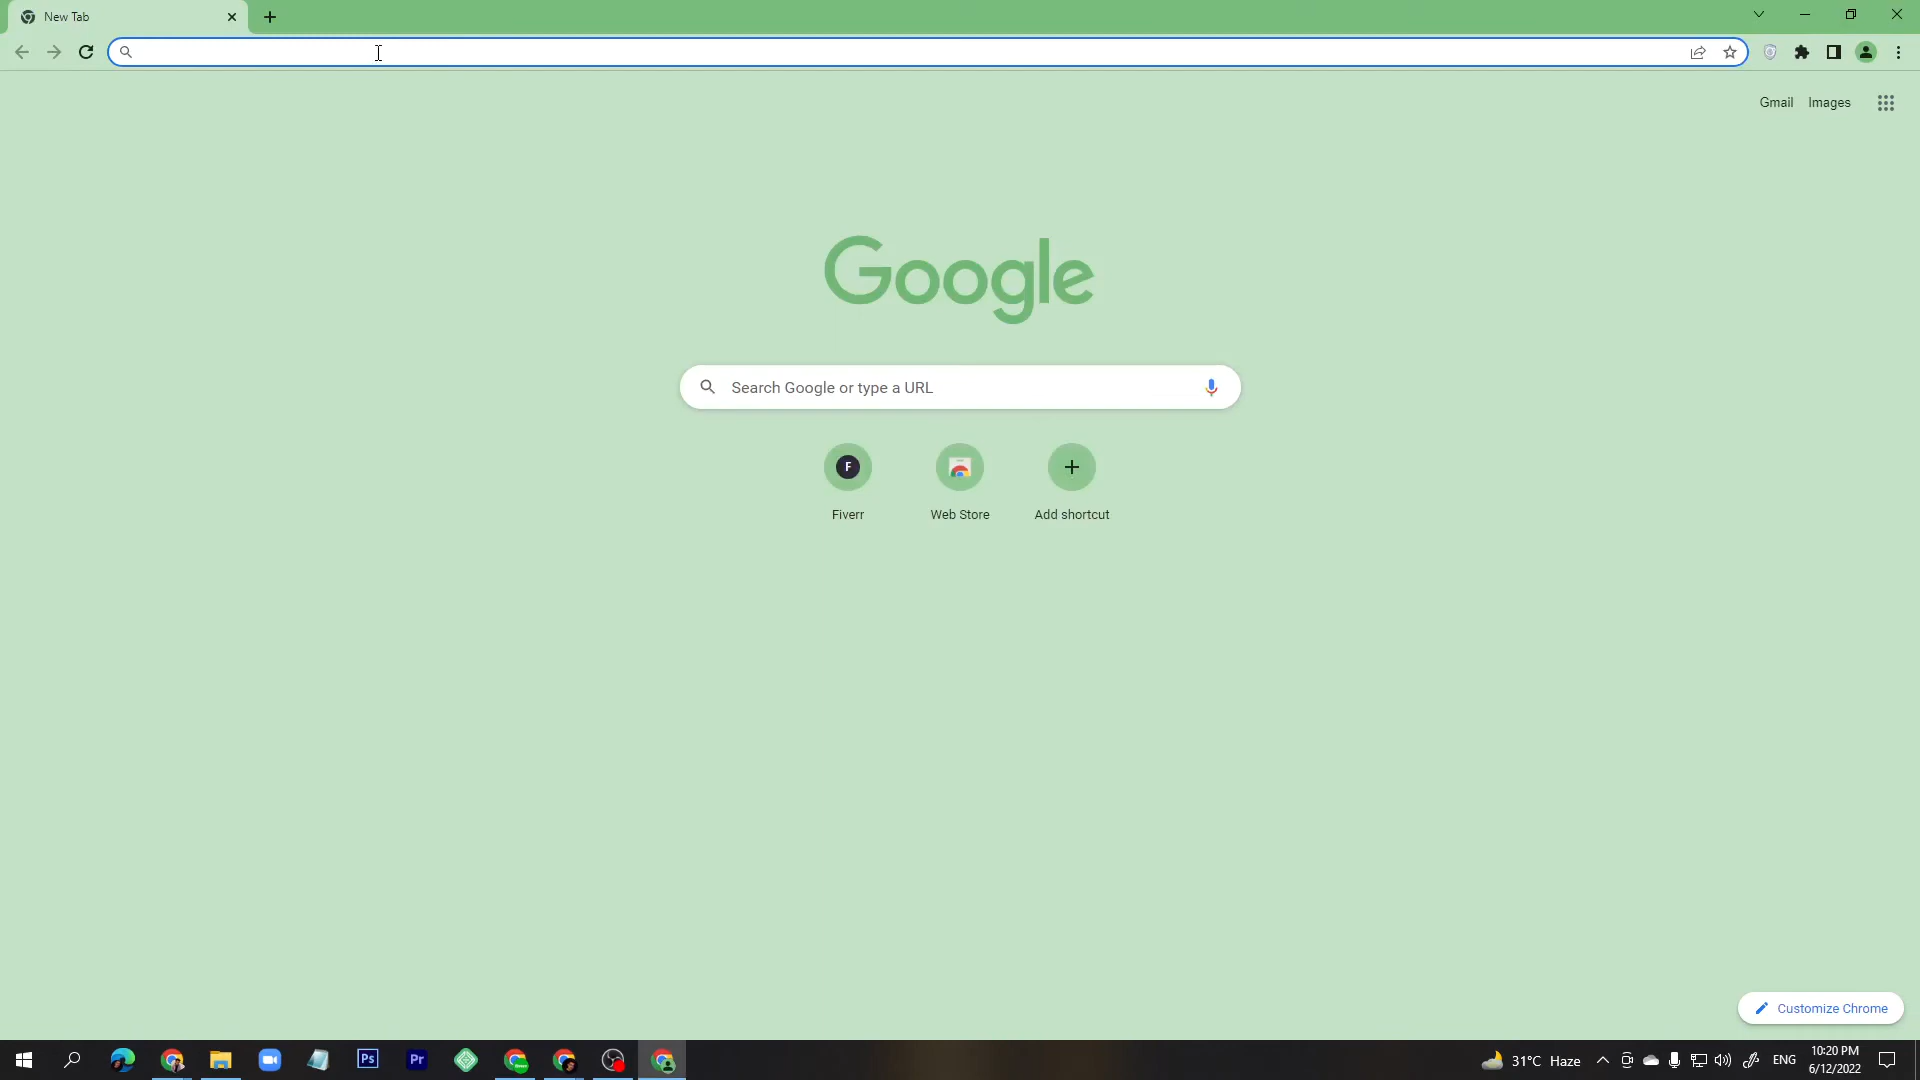 New Tab
Gmail Images
Google
Search Google or type a URL
F
Fiverr Web Store Add shortcut
Customize Chrome
Ps Pr 31°C Haze ENG 10:20 PM
6/12/2022